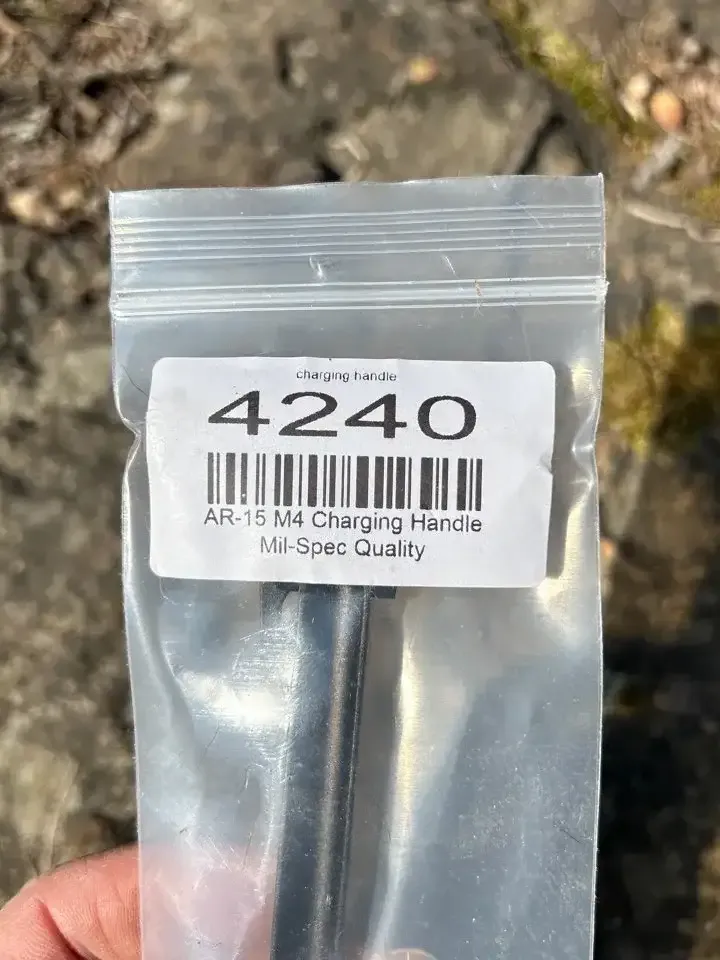 charging handle
4240
AR-15 M4 Charging Handle
Mil-Spec Quality